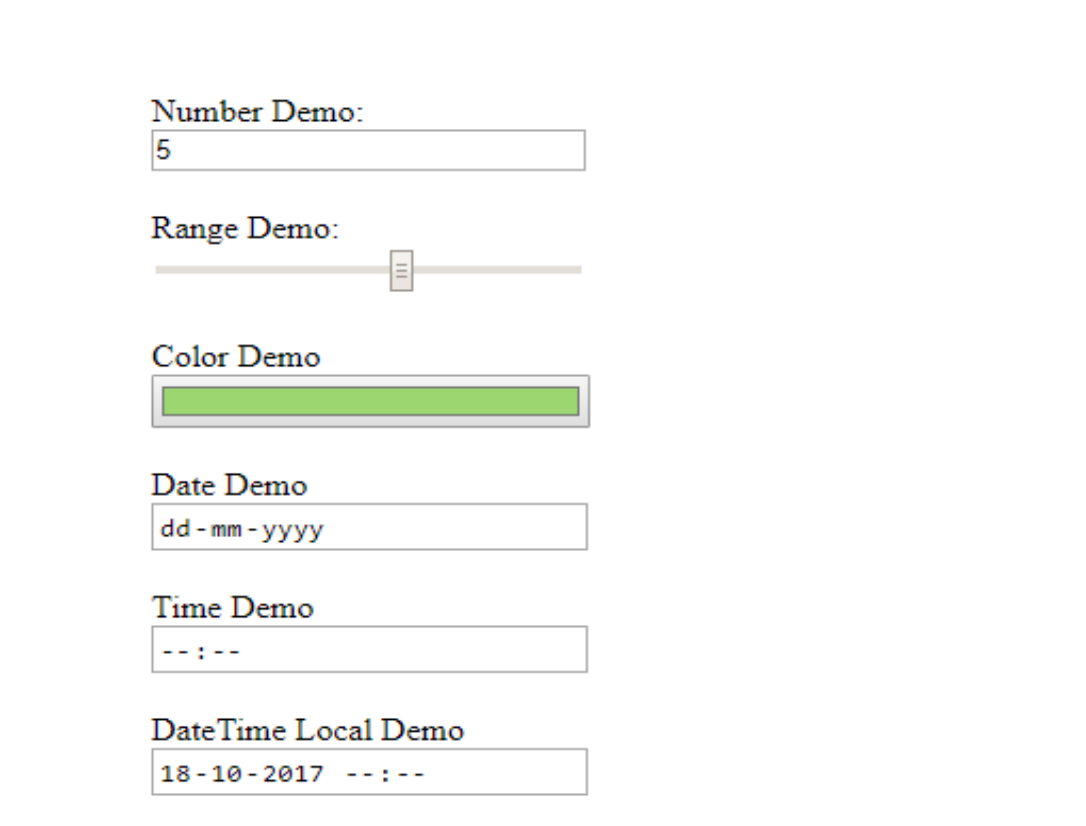 Number Demo:
5
Range Demo:
Color Demo
Date Demo
dd-mm-yyyy
Time Demo
--:--
DateTime Local Demo
18-10-2017 --:--